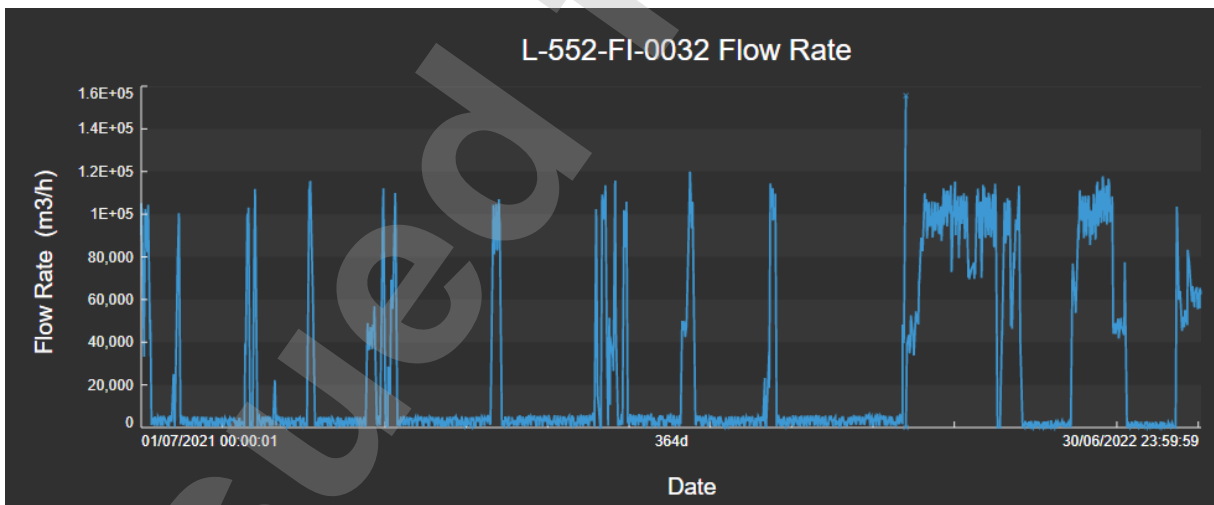 L-552-FI-0032 Flow Rate
Flow Rate (m3/h)
1.6E+05
1.4E+05
1.2E+05
1E+05
80,000
60,000
40,000
20,000
0
01/07/2021 00:00:01
364d
30/06/2022 23:59:59
Date